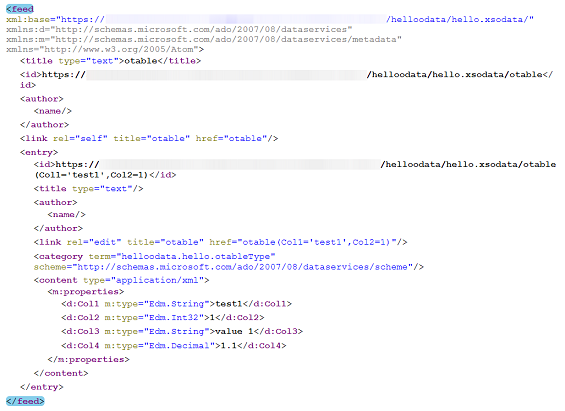 <feed
xml:base="https:// /helloodata/hello.xsodata/"
xmlns:d="http://schemas.microsoft.com/ado/2007/08/dataservices"
xmlns:m="http://schemas.microsoft.com/ado/2007/08/dataservices/metadata"
xmlns="http://www.w3.org/2005/Atom">
<title type="text">otable</title>
<id>https:// /helloodata/hello.xsodata/otable</
id>
<author>
<name/>
</author>
<link rel="self" title="otable" href="otable"/>
<entry>
<id>https:// /helloodata/hello.xsodata/otable
(Col1='test1',Col2=1)</id>
<title type="text"/>
<author>
<name/>
</author>
<link rel="edit" title="otable" href="otable(Col1='test1',Col2=1)"/>
<category term="helloodata.hello.otableType"
scheme="http://schemas.microsoft.com/ado/2007/08/dataservices/scheme"/>
<content type="application/xml">
<m:properties>
<d:Col1 m:type="Edm.String">test1</d:Col1>
<d:Col2 m:type="Edm.Int32">1</d:Col2>
<d:Col3 m:type="Edm.String">value 1</d:Col3>
<d:Col4 m:type="Edm.Decimal">1.1</d:Col4>
</m:properties>
</content>
</entry>
</feed>